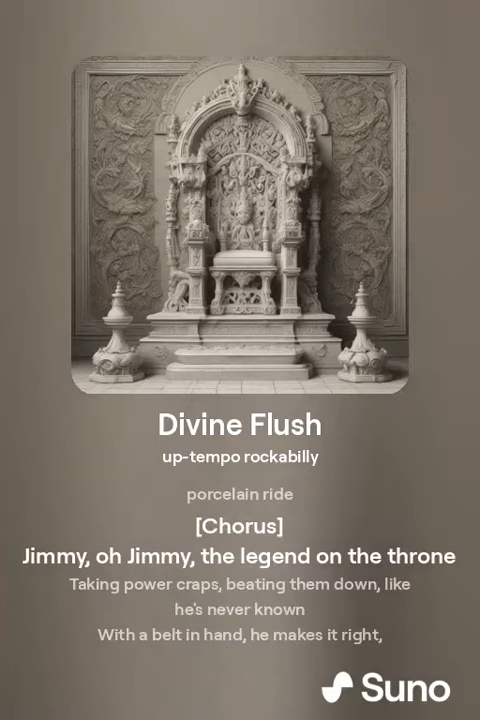 Divine Flush
up-tempo rockabilly
porcelain ride
[Chorus]
Jimmy, oh Jimmy, the legend on the throne
Taking power craps, beating them down, like
he's never known
With a belt in hand, he makes it right,
Suno